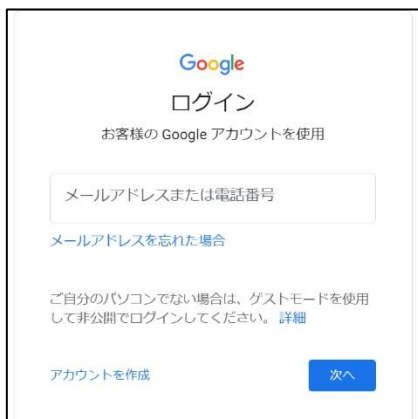 Google
ログイン
お客様の Google アカウントを使用
メールアドレスまたは電話番号
メールアドレスを忘れた場合
ご自分のパソコンでない場合は、ゲストモードを使用
して非公開でログインしてください。 詳細
アカウントを作成
次へ